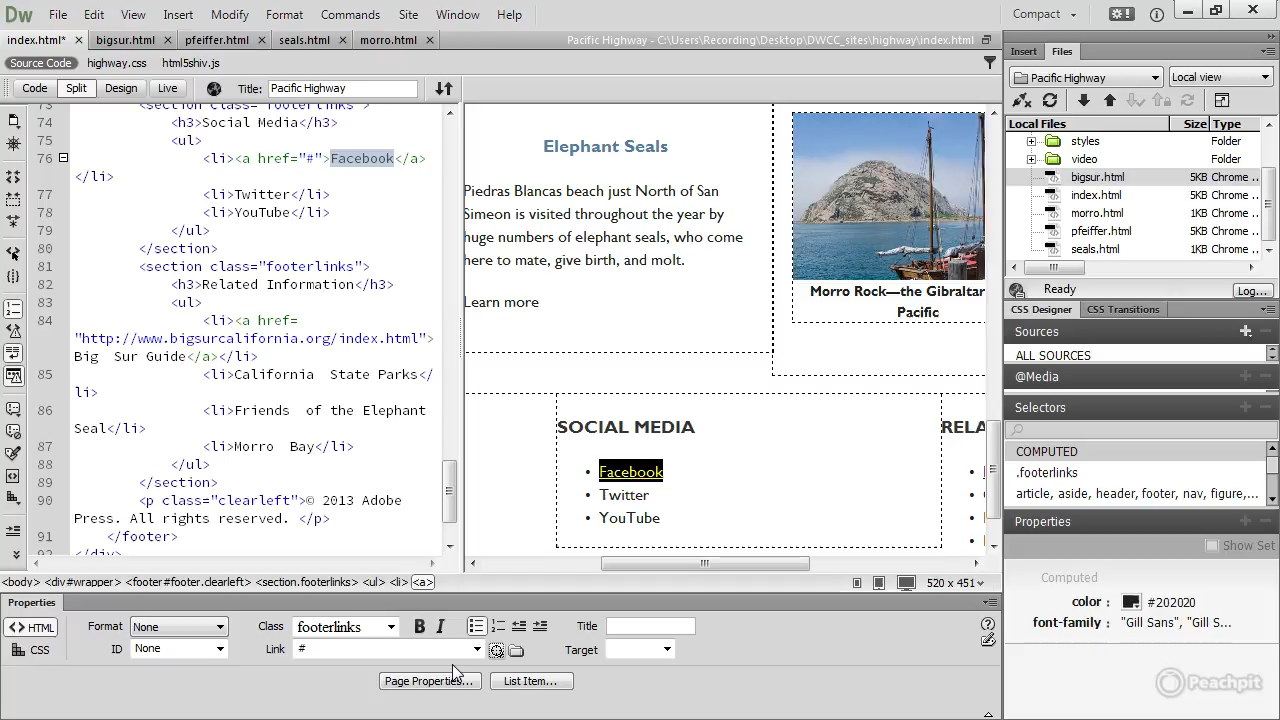 Dw File Edit View Insert Modify Format Commands Site Window Help Compact
index.html* bigsur.html pfeiffer.html seals.html morro.html Pacific Highway - C:\Users\Recording\Desktop\DWCC_sites\highway\index.html
Source Code highway.css html5shiv.js
Code Split Design Live Title: Pacific Highway
73 <section class="footerlinks">
74 <h3>Social Media</h3>
75 <ul>
76 <li><a href="#">Facebook</a>
</li>
77 <li>Twitter</li>
78 <li>YouTube</li>
79 </ul>
80 </section>
81 <section class="footerlinks">
82 <h3>Related Information</h3>
83 <ul>
84 <li><a href=
"http://www.bigsurcalifornia.org/index.html">
Big Sur Guide</a></li>
85 <li>California State Parks</
li>
86 <li>Friends of the Elephant
Seal</li>
87 <li>Morro Bay</li>
88 </ul>
89 </section>
90 <p class="clearleft">© 2013 Adobe
Press. All rights reserved. </p>
91 </footer>
92 </div>
Elephant Seals
Piedras Blancas beach just North of San
Simeon is visited throughout the year by
huge numbers of elephant seals, who come
here to mate, give birth, and molt.
Learn more
Morro Rock—the Gibraltar
Pacific
SOCIAL MEDIA
• Facebook
• Twitter
• YouTube
RELA
Insert Files
Pacific Highway Local view
Local Files Size Type
styles Folder
video Folder
bigsur.html 5KB Chrome ..
index.html 5KB Chrome ..
morro.html 1KB Chrome ..
pfeiffer.html 5KB Chrome ..
seals.html 1KB Chrome ..
Ready Log...
CSS Designer CSS Transitions
Sources
ALL SOURCES
@Media
Selectors
COMPUTED
.footerlinks
article, aside, header, footer, nav, figure,...
Properties
Show Set
Computed
color : #202020
font-family : "Gill Sans", "Gill S...
<body> <div#wrapper> <footer#footer.clearleft> <section.footerlinks> <ul> <li> <a> 520 x 451
Properties
<> HTML Format None Class footerlinks B I Title
CSS ID None Link # Target
Page Properties... List Item...
Peachpit